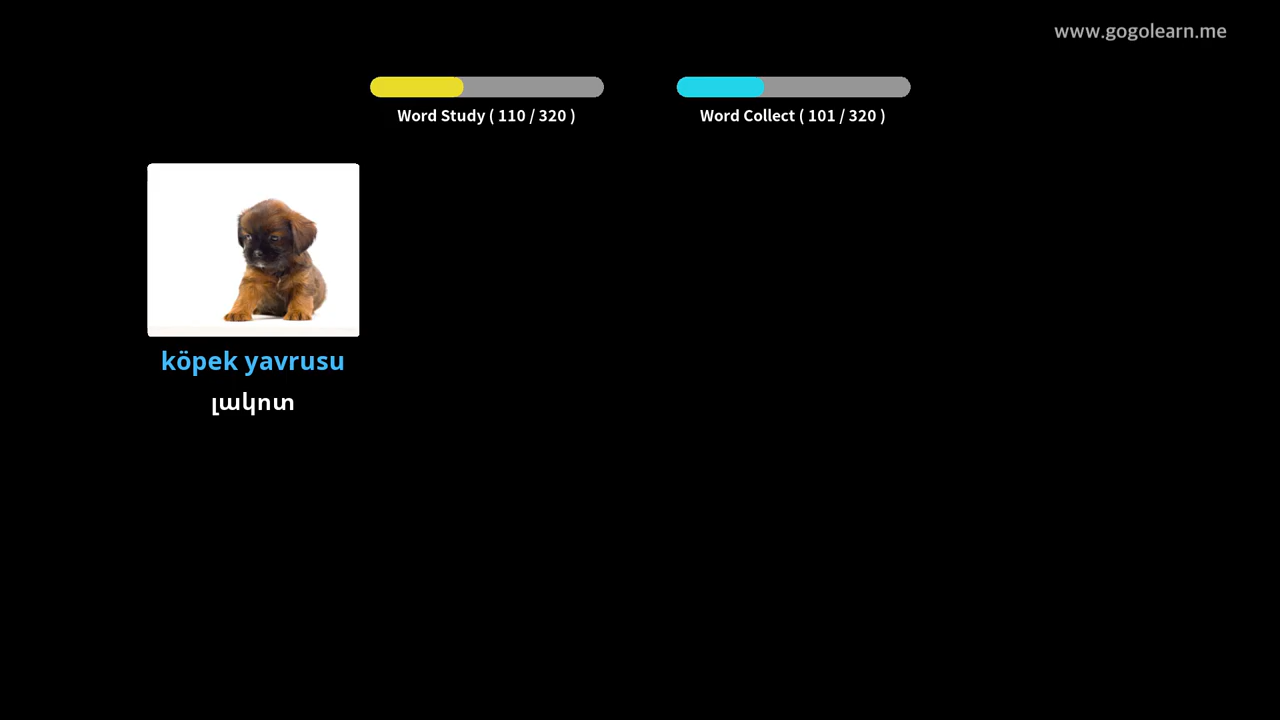 www.gogolearn.me
Word Study ( 110 / 320 )
Word Collect ( 101 / 320 )
köpek yavrusu
լակոտ